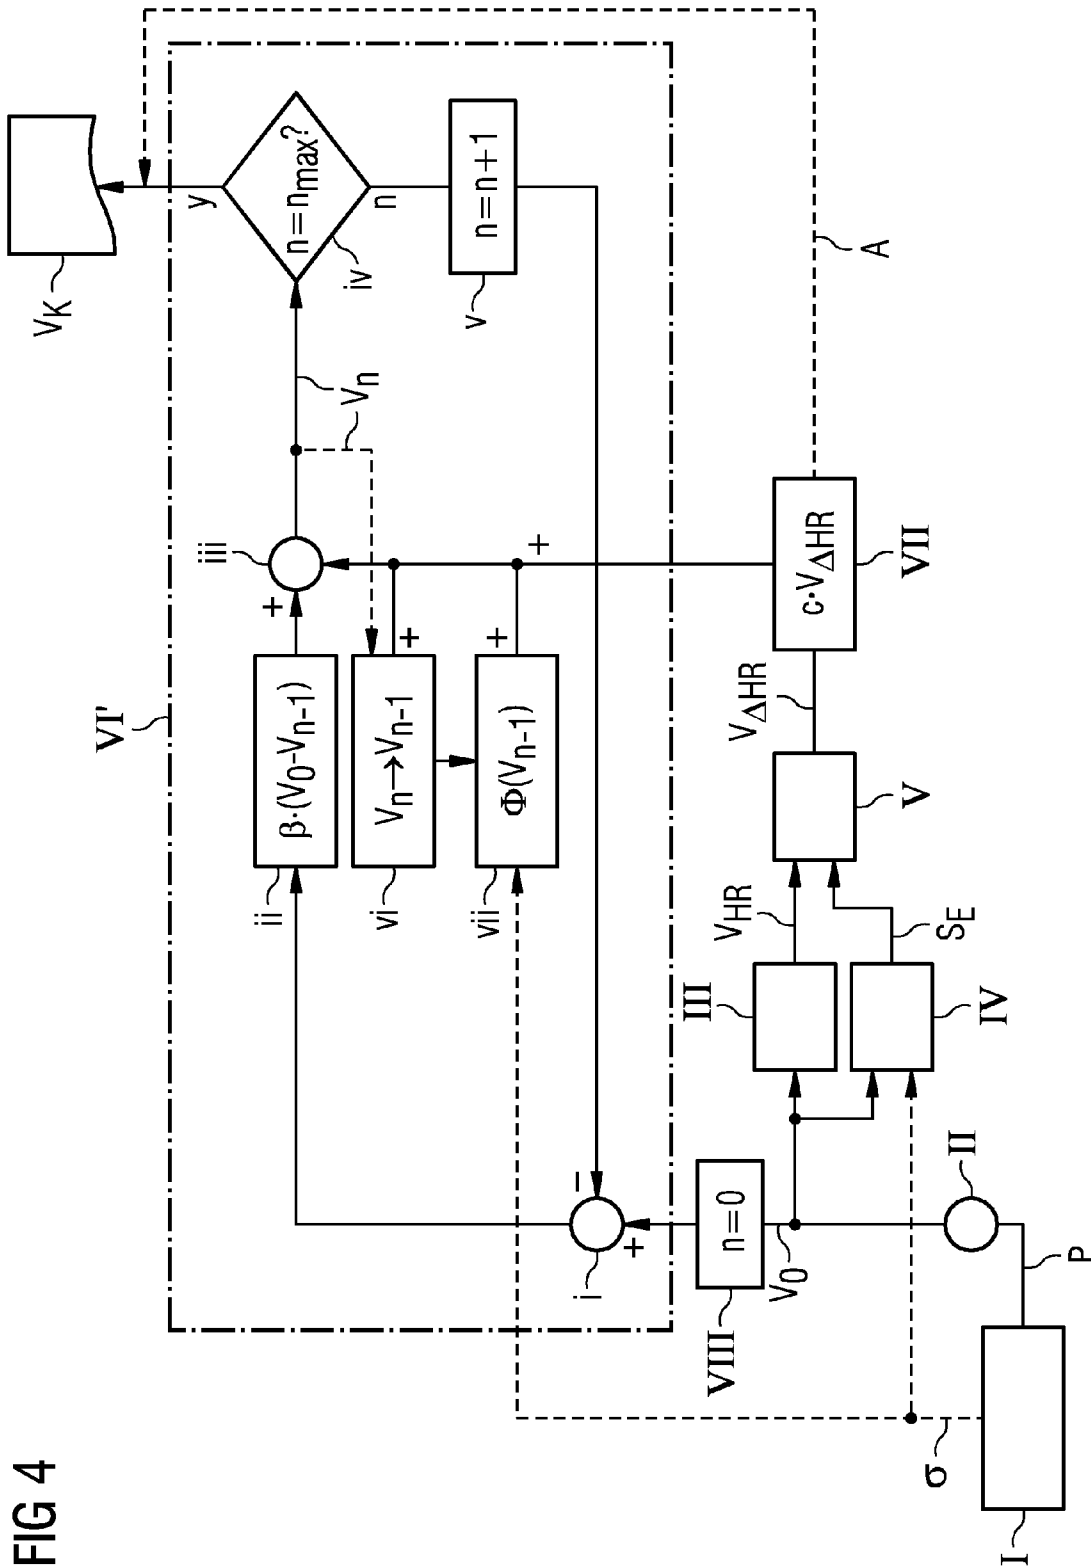 FIG 4
V_K
VI'
iii
y
n=n_max?
iv
n
n=n+1
v
V_n
+
β·(V_0-V_n-1)
ii
V_n→V_n-1
vi
+
Φ(V_n-1)
vii
+
+
A
i
−
+
n=0
VIII
V_0
III
V_HR
IV
S_E
V
V_ΔHR
c·V_ΔHR
VII
II
P
σ
I